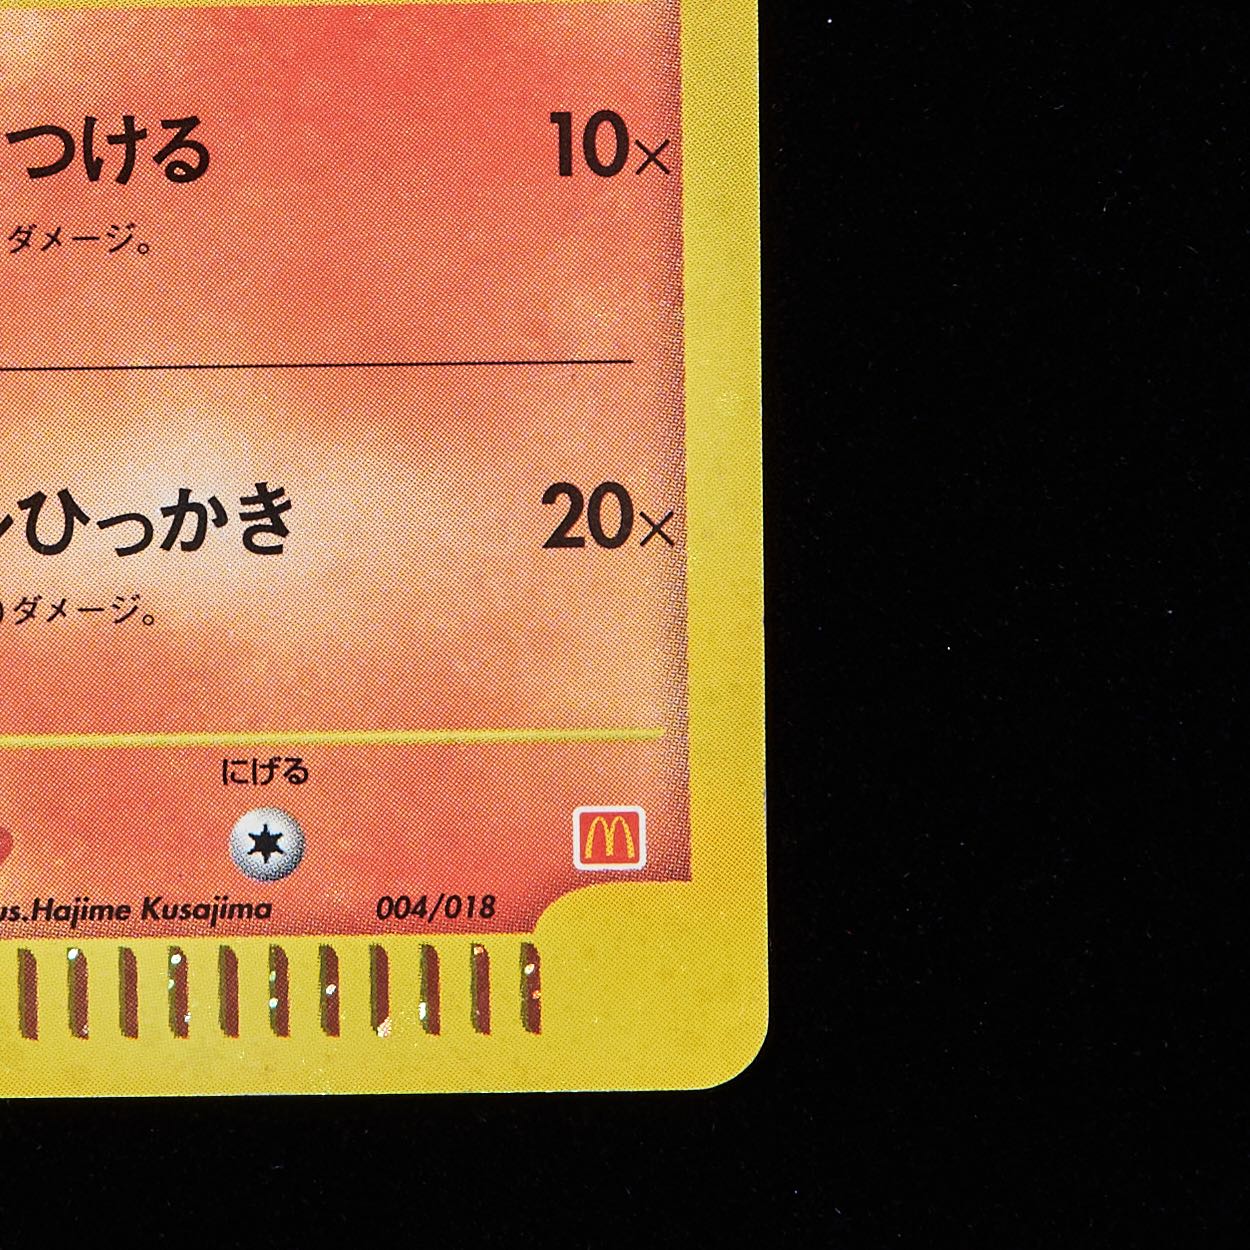 つける 10×
ダメージ。
ひっかき 20×
ダメージ。
にげる
us.Hajime Kusajima 004/018